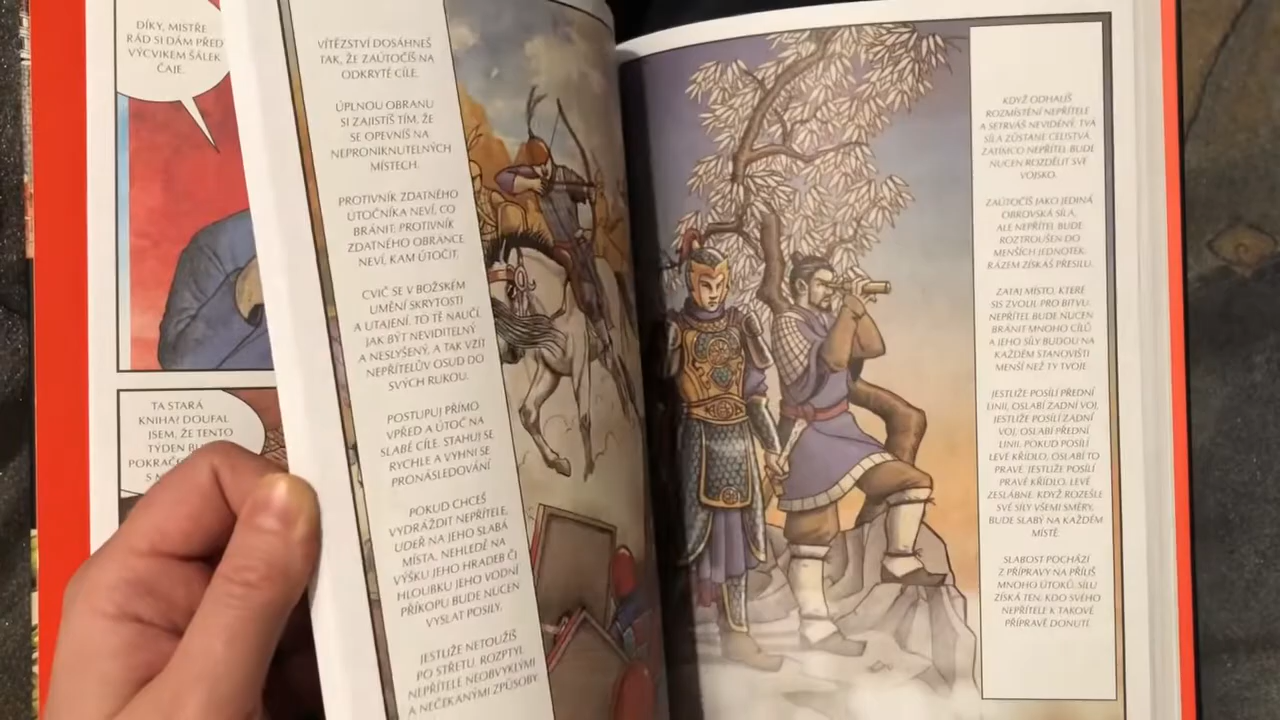 DÍKY, MISTŘE
RÁD SI DÁM PŘED
VÝCVIKEM ŠÁLEK
ČAJE.
TA STARÁ
KNIHA? DOUFAL
JSEM, ŽE TENTO
TÝDEN
VÍTĚZSTVÍ DOSÁHNEŠ
TAK, ŽE ZAÚTOČÍŠ NA
ODKRYTÉ CÍLE.
ÚPLNOU OBRANU
SI ZAJISTÍŠ TÍM, ŽE
SE OPEVNÍŠ NA
NEPRONIKNUTELNÝCH
MÍSTECH.
PROTIVNÍK ZDATNÉHO
ÚTOČNÍKA NEVÍ, CO
BRÁNIT. PROTIVNÍK
ZDATNÉHO OBRÁNCE
NEVÍ, KAM ÚTOČIT.
CVIČ SE V BOŽSKÉM
UMĚNÍ SKRYTOSTI
A UTAJENÍ. TO TĚ NAUČÍ,
JAK BÝT NEVIDITELNÝ
A NESLYŠENÝ, A TAK VZÍT
NEPŘÍTELŮV OSUD DO
SVÝCH RUKOU.
POSTUPUJ PŘÍMO
VPŘED A ÚTOČ NA
SLABÉ CÍLE. STAHUJ SE
RYCHLE A VYHNI SE
PRONÁSLEDOVÁNÍ.
POKUD CHCEŠ
VYDRÁŽDIT NEPŘÍTELE,
UDEŘ NA JEHO SLABÁ
MÍSTA. NEHLEDĚ NA
VÝŠKU JEHO HRADEB ČI
HLOUBKU JEHO VODNÍ
PŘÍKOPU BUDE NUCEN
VYSLAT POSILY.
JESTLIŽE NETOUŽÍŠ
PO STŘETU, ROZPTYL
NEPŘÍTELE NEOBVYKLÝMI
A NEČEKANÝMI ZPŮSOBY.
KDYŽ ODHALÍŠ
ROZMÍSTĚNÍ NEPŘÍTELE
A SETRVÁŠ NEVIDĚNÝ, TVÁ
SÍLA ZŮSTANE CELISTVÁ,
ZATÍMCO NEPŘÍTEL BUDE
NUCEN ROZDĚLIT SVÉ
VOJSKO.
ZAÚTOČÍŠ JAKO JEDINÁ
OBROVSKÁ SÍLA,
ALE NEPŘÍTEL BUDE
ROZTROUŠEN DO
MENŠÍCH JEDNOTEK.
RÁZEM ZÍSKÁŠ PŘESILU.
ZATAJ MÍSTO, KTERÉ
SIS ZVOLIL PRO BITVU.
NEPŘÍTEL BUDE NUCEN
BRÁNIT MNOHO CÍLŮ
A JEHO SÍLY BUDOU NA
KAŽDÉM STANOVIŠTI
MENŠÍ NEŽ TY TVOJE.
JESTLIŽE POSÍLÍ PŘEDNÍ
LINII, OSLABÍ ZADNÍ VOJ.
JESTLIŽE POSÍLÍ ZADNÍ
VOJ, OSLABÍ PŘEDNÍ
LINII. POKUD POSÍLÍ
LEVÉ KŘÍDLO, OSLABÍ TO
PRAVÉ. JESTLIŽE POSÍLÍ
PRAVÉ KŘÍDLO, LEVÉ
ZESLÁBNE. KDYŽ ROZEŠLE
SVÉ SÍLY VŠEMI SMĚRY,
BUDE SLABÝ NA KAŽDÉM
MÍSTĚ.
SLABOST POCHÁZÍ
Z PŘÍPRAVY NA PŘÍLIŠ
MNOHO ÚTOKŮ. SÍLU
ZÍSKÁ TEN, KDO SVÉHO
NEPŘÍTELE K TAKOVÉ
PŘÍPRAVĚ DONUTÍ.